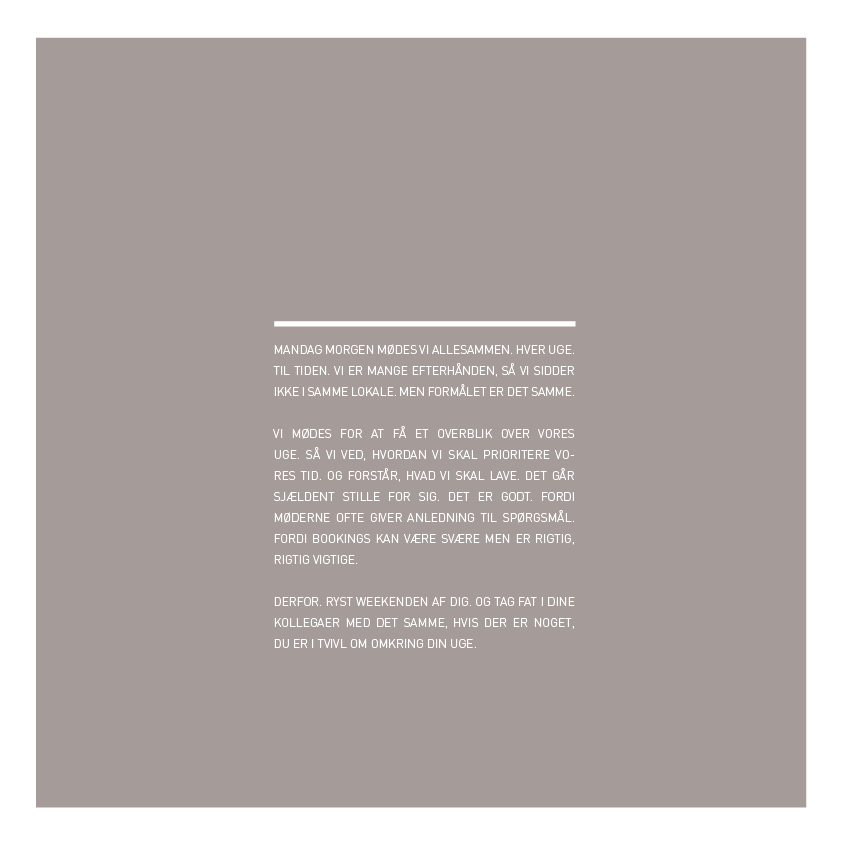 MANDAG MORGEN MØDES VI ALLESAMMEN. HVER UGE.
TIL TIDEN. VI ER MANGE EFTERHÅNDEN, SÅ VI SIDDER
IKKE I SAMME LOKALE. MEN FORMÅLET ER DET SAMME.
VI MØDES FOR AT FÅ ET OVERBLIK OVER VORES
UGE. SÅ VI VED, HVORDAN VI SKAL PRIORITERE VO-
RES TID. OG FORSTÅR, HVAD VI SKAL LAVE. DET GÅR
SJÆLDENT STILLE FOR SIG. DET ER GODT. FORDI
MØDERNE OFTE GIVER ANLEDNING TIL SPØRGSMÅL.
FORDI BOOKINGS KAN VÆRE SVÆRE MEN ER RIGTIG,
RIGTIG VIGTIGE.
DERFOR. RYST WEEKENDEN AF DIG. OG TAG FAT I DINE
KOLLEGAER MED DET SAMME, HVIS DER ER NOGET,
DU ER I TVIVL OM OMKRING DIN UGE.